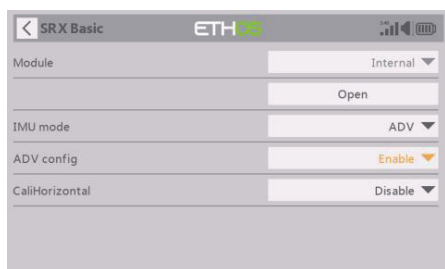 SRX Basic ETHOS
Module Internal
Open
IMU mode ADV
ADV config Enable
CaliHorizontal Disable